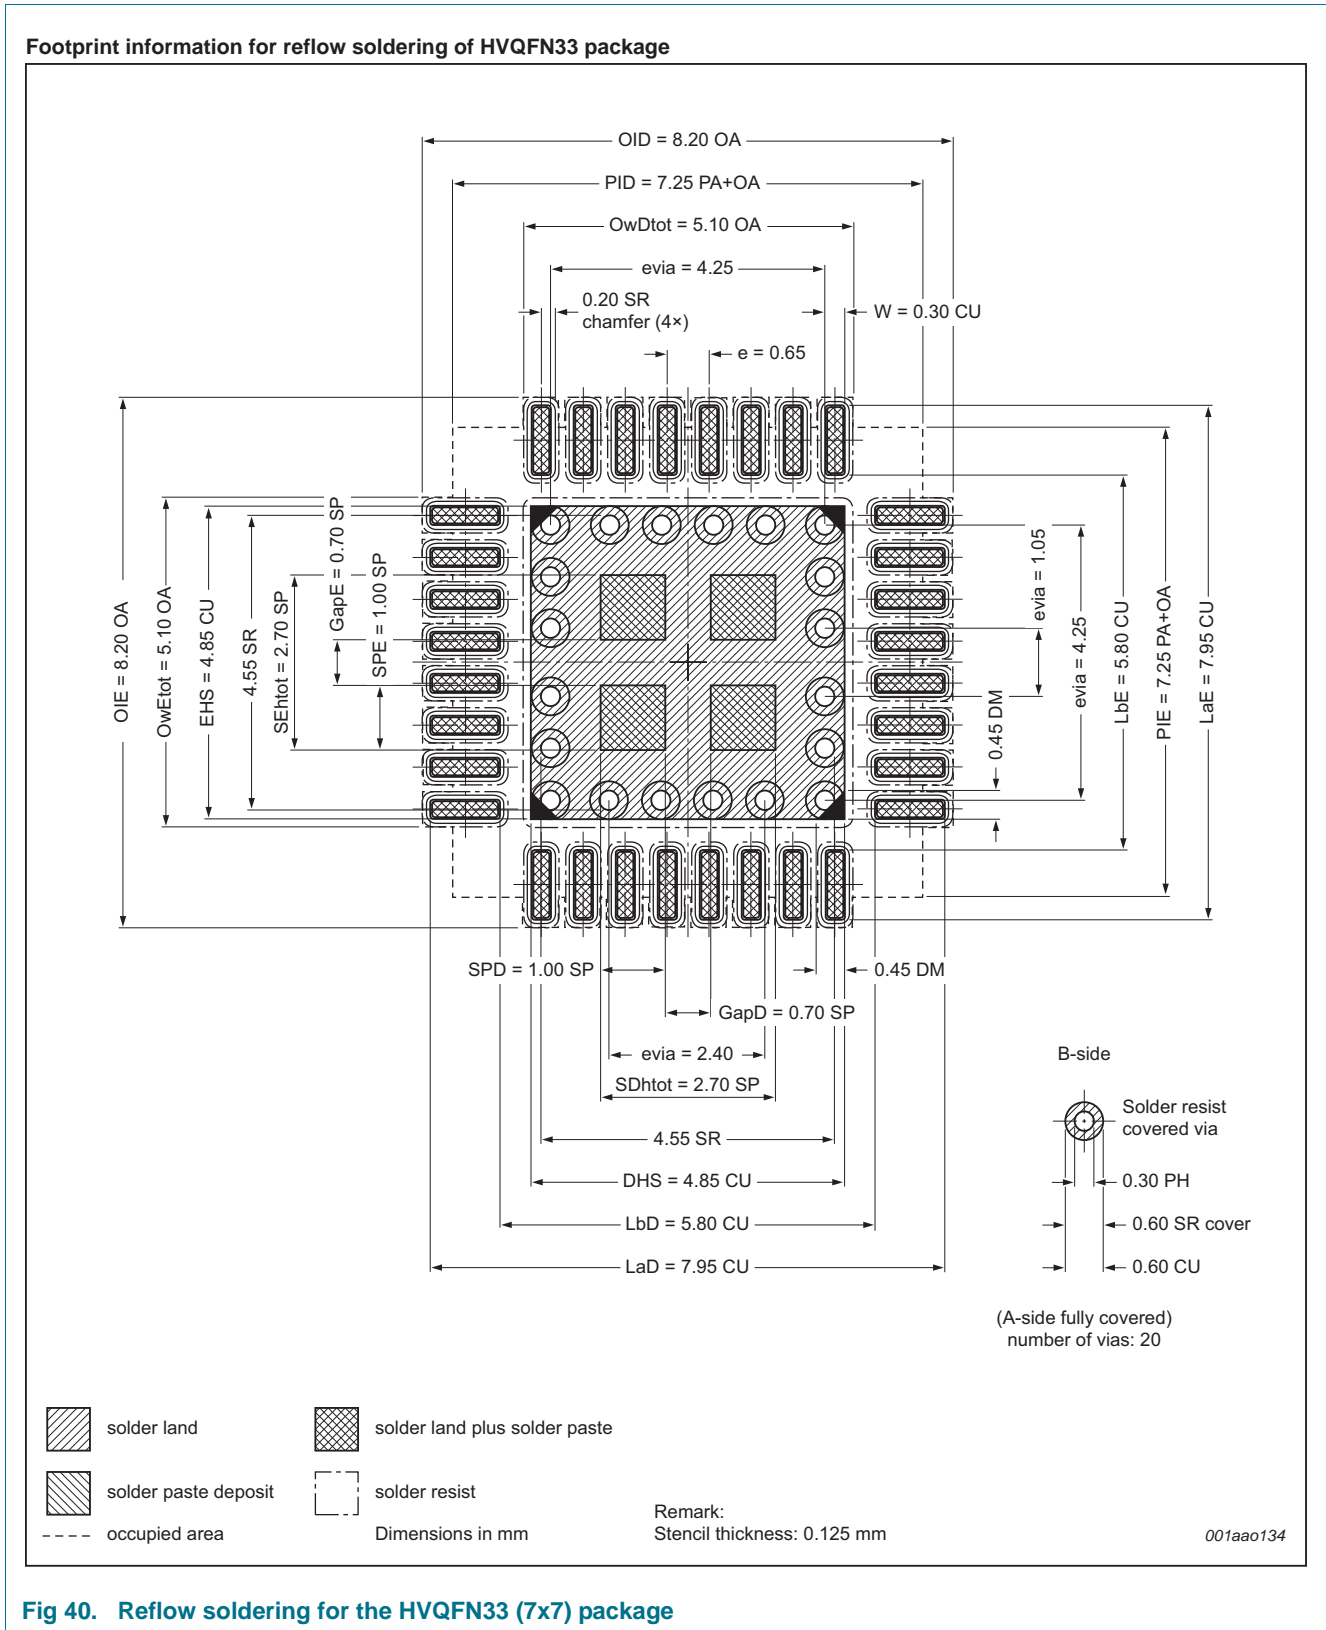 Footprint information for reflow soldering of HVQFN33 package
OID = 8.20 OA
PID = 7.25 PA+OA
OwDtot = 5.10 OA
evia = 4.25
0.20 SR
chamfer (4×)
W = 0.30 CU
e = 0.65
OIE = 8.20 OA
OwEtot = 5.10 OA
EHS = 4.85 CU
4.55 SR
SEhtot = 2.70 SP
GapE = 0.70 SP
SPE = 1.00 SP
0.45 DM
evia = 1.05
evia = 4.25
LbE = 5.80 CU
PIE = 7.25 PA+OA
LaE = 7.95 CU
SPD = 1.00 SP
0.45 DM
GapD = 0.70 SP
evia = 2.40
SDhtot = 2.70 SP
4.55 SR
DHS = 4.85 CU
LbD = 5.80 CU
LaD = 7.95 CU
B-side
Solder resist
covered via
0.30 PH
0.60 SR cover
0.60 CU
(A-side fully covered)
number of vias: 20
solder land
solder land plus solder paste
solder paste deposit
solder resist
occupied area
Dimensions in mm
Remark:
Stencil thickness: 0.125 mm
001aao134
Fig 40. Reflow soldering for the HVQFN33 (7x7) package